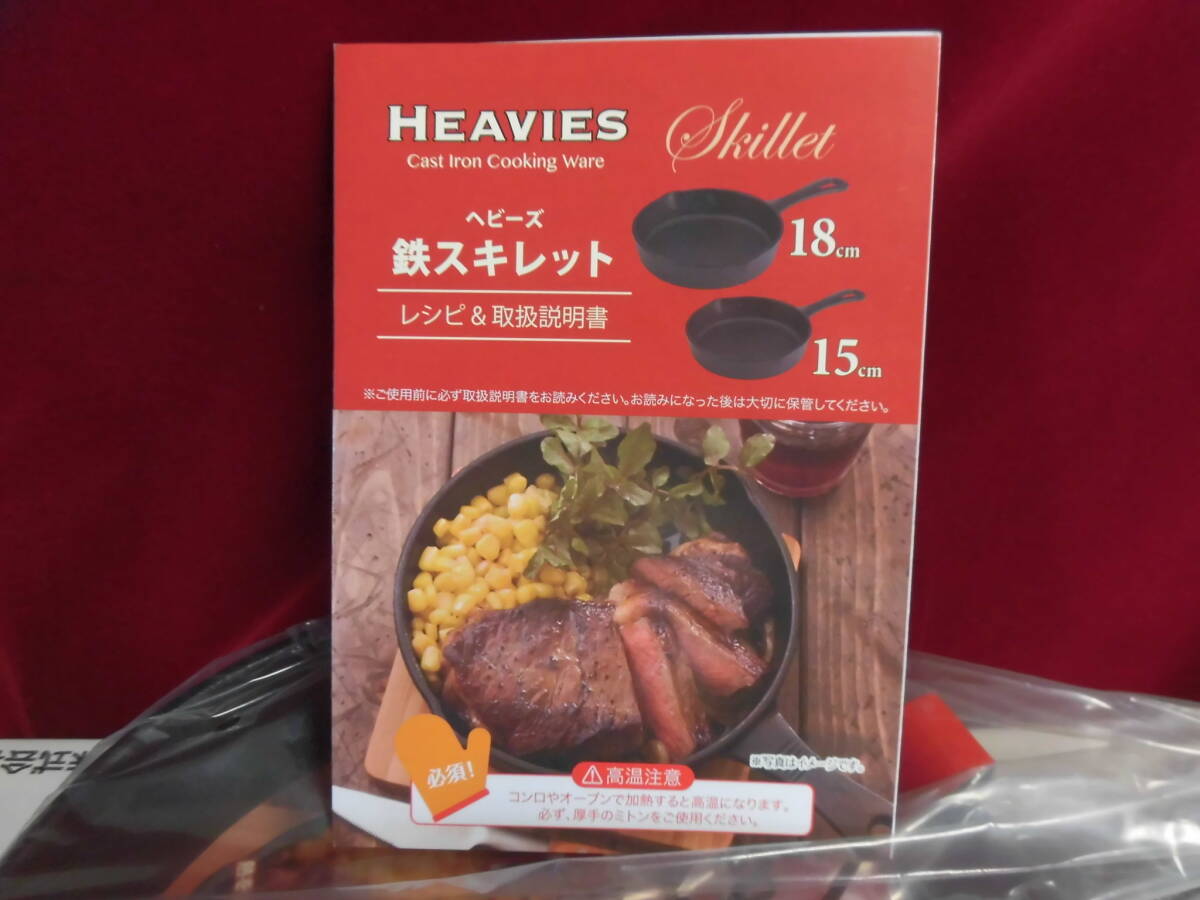 HEAVIES
Cast Iron Cooking Ware
Skillet
ヘビーズ
鉄スキレット
レシピ&取扱説明書
18cm
15cm
※ご使用前に必ず取扱説明書をお読みください。お読みになった後は大切に保管してください。
※写真はイメージです。
必須!
高温注意
コンロやオーブンで加熱すると高温になります。
必ず、厚手のミトンをご使用ください。
株式会